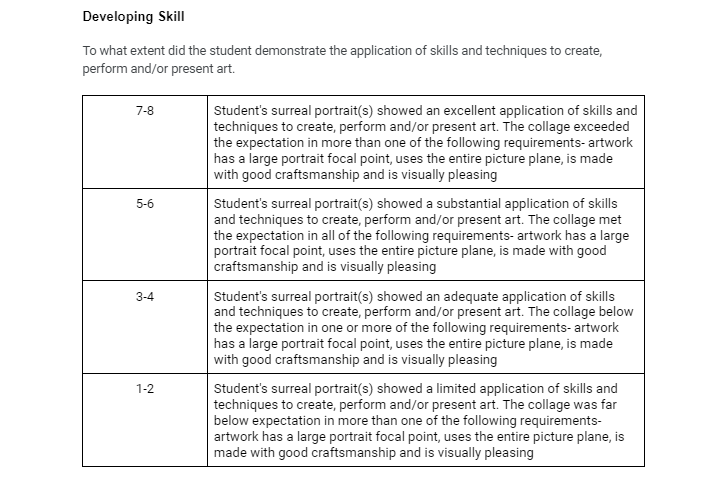 Developing Skill
To what extent did the student demonstrate the application of skills and techniques to create,
perform and/or present art.
7-8
Student's surreal portrait(s) showed an excellent application of skills and
techniques to create, perform and/or present art. The collage exceeded
the expectation in more than one of the following requirements- artwork
has a large portrait focal point, uses the entire picture plane, is made
with good craftsmanship and is visually pleasing
5-6
Student's surreal portrait(s) showed a substantial application of skills
and techniques to create, perform and/or present art. The collage met
the expectation in all of the following requirements- artwork has a large
portrait focal point, uses the entire picture plane, is made with good
craftsmanship and is visually pleasing
3-4
Student's surreal portrait(s) showed an adequate application of skills
and techniques to create, perform and/or present art. The collage below
the expectation in one or more of the following requirements- artwork
has a large portrait focal point, uses the entire picture plane, is made
with good craftsmanship and is visually pleasing
1-2
Student's surreal portrait(s) showed a limited application of skills and
techniques to create, perform and/or present art. The collage was far
below expectation in more than one of the following requirements-
artwork has a large portrait focal point, uses the entire picture plane, is
made with good craftsmanship and is visually pleasing